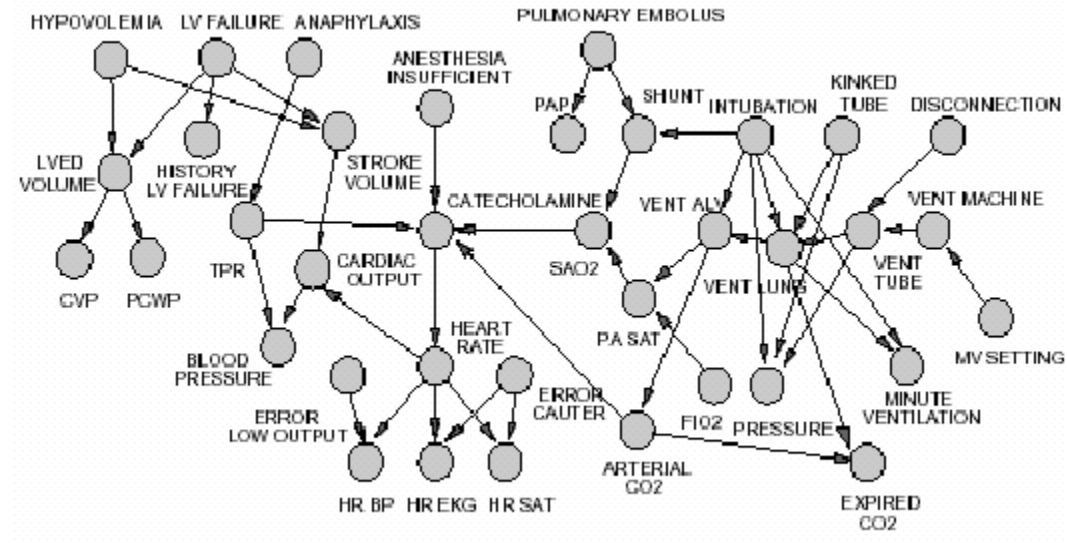 HYPOVOLEMIA
LV FAILURE
ANAPHYLAXIS
PULMONARY EMBOLUS
ANESTHESIA
INSUFFICIENT
PAP
SHUNT
INTUBATION
KINKED
TUBE
DISCONNECTION
LVED
VOLUME
HISTORY
LV FAILURE
STROKE
VOLUME
CATECHOLAMINE
VENT ALV
VENT MACHINE
TPR
CARDIAC
OUTPUT
SAO2
VENT LUNG
VENT
TUBE
CVP
PCWP
PA SAT
MV SETTING
BLOOD
PRESSURE
HEART
RATE
ERROR
LOW OUTPUT
ERROR
CAUTER
FIO2
PRESSURE
MINUTE
VENTILATION
HR BP
HR EKG
HR SAT
ARTERIAL
CO2
EXPIRED
CO2